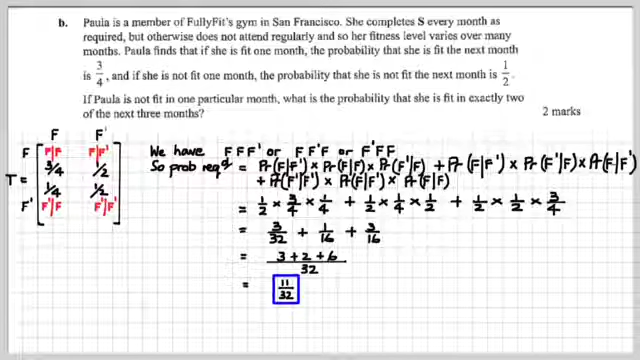 b. Paula is a member of FullyFit's gym in San Francisco. She completes S every month as
required, but otherwise does not attend regularly and so her fitness level varies over many
months. Paula finds that if she is fit one month, the probability that she is fit the next month
is 3/4, and if she is not fit one month, the probability that she is not fit the next month is 1/2.
If Paula is not fit in one particular month, what is the probability that she is fit in exactly two
of the next three months? 2 marks
F F'
F F|F F|F'
3/4 1/2
T =
1/4 1/2
F' F'|F F'|F'
We have FFF' or FF'F or F'FF
So prob reqd = Pr(F|F') × Pr(F|F) × Pr(F'|F) + Pr(F|F') × Pr(F'|F) × Pr(F|F')
+ Pr(F'|F') × Pr(F|F') × Pr(F|F)
= 1/2 × 3/4 × 1/4 + 1/2 × 1/4 × 1/2 + 1/2 × 1/2 × 3/4
= 3/32 + 1/16 + 3/16
= 3 + 2 + 6 / 32
= 11/32